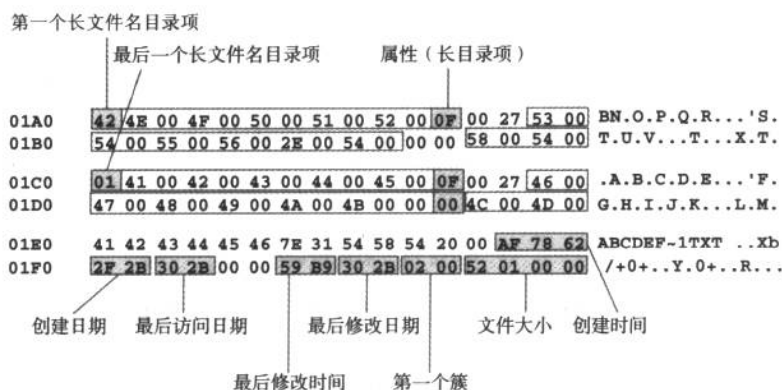 第一个长文件名目录项
最后一个长文件名目录项
属性（长目录项）
01A0 42 4E 00 4F 00 50 00 51 00 52 00 0F 00 27 53 00 BN.O.P.Q.R...'S.
01B0 54 00 55 00 56 00 2E 00 54 00 00 00 58 00 54 00 T.U.V...T...X.T.
01C0 01 41 00 42 00 43 00 44 00 45 00 0F 00 27 46 00 .A.B.C.D.E...'F.
01D0 47 00 48 00 49 00 4A 00 4B 00 00 00 4C 00 4D 00 G.H.I.J.K...L.M.
01E0 41 42 43 44 45 46 7E 31 54 58 54 20 00 AF 78 62 ABCDEF~1TXT ..Xb
01F0 2F 2B 30 2B 00 00 59 B9 30 2B 02 00 52 01 00 00 /+0+..Y.0+..R...
创建日期
最后访问日期
最后修改日期
文件大小
创建时间
最后修改时间
第一个簇